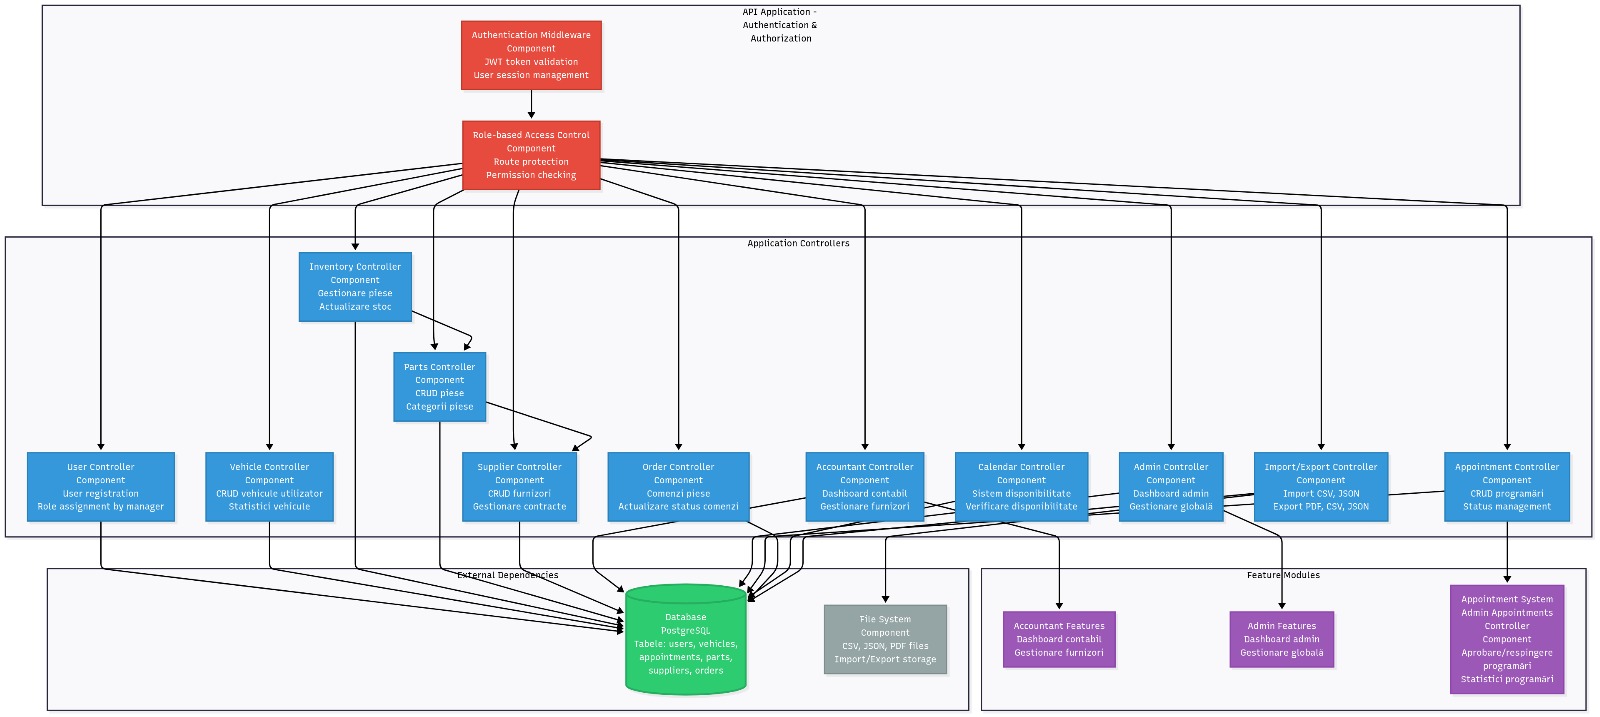 API Application -
Authentication &
Authorization
Authentication Middleware
Component
JWT token validation
User session management
Role-based Access Control
Component
Route protection
Permission checking
Application Controllers
Inventory Controller
Component
Gestionare piese
Actualizare stoc
Parts Controller
Component
CRUD piese
Categorii piese
User Controller
Component
User registration
Role assignment by manager
Vehicle Controller
Component
CRUD vehicule utilizator
Statistici vehicule
Supplier Controller
Component
CRUD furnizori
Gestionare contracte
Order Controller
Component
Comenzi piese
Actualizare status comenzi
Accountant Controller
Component
Dashboard contabil
Gestionare furnizori
Calendar Controller
Component
Sistem disponibilitate
Verificare disponibilitate
Admin Controller
Component
Dashboard admin
Gestionare globală
Import/Export Controller
Component
Import CSV, JSON
Export PDF, CSV, JSON
Appointment Controller
Component
CRUD programări
Status management
External Dependencies
Database
PostgreSQL
Tabele: users, vehicles,
appointments, parts,
suppliers, orders
File System
Component
CSV, JSON, PDF files
Import/Export storage
Feature Modules
Accountant Features
Dashboard contabil
Gestionare furnizori
Admin Features
Dashboard admin
Gestionare globală
Appointment System
Admin Appointments
Controller
Component
Aprobare/respingere
programări
Statistici programări